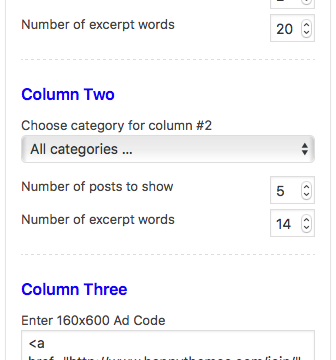 Number of excerpt words
20
Column Two
Choose category for column #2
All categories ...
Number of posts to show
5
Number of excerpt words
14
Column Three
Enter 160x600 Ad Code
<a